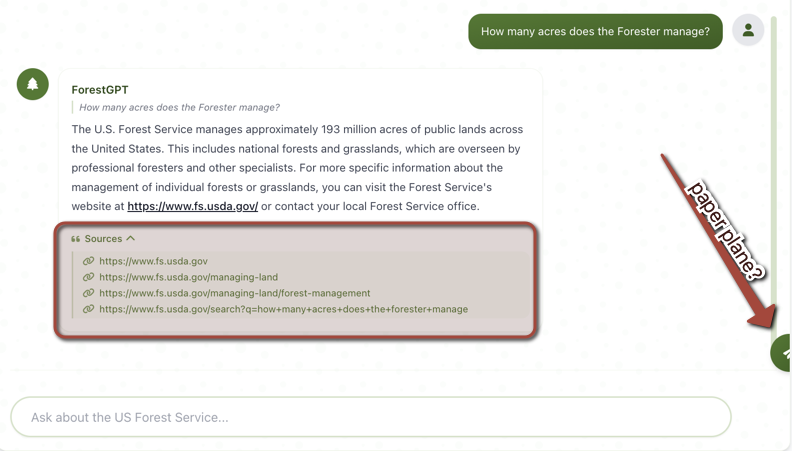 How many acres does the Forester manage?
ForestGPT
How many acres does the Forester manage?
The U.S. Forest Service manages approximately 193 million acres of public lands across
the United States. This includes national forests and grasslands, which are overseen by
professional foresters and other specialists. For more specific information about the
management of individual forests or grasslands, you can visit the Forest Service's
website at https://www.fs.usda.gov/ or contact your local Forest Service office.
Sources
https://www.fs.usda.gov
https://www.fs.usda.gov/managing-land
https://www.fs.usda.gov/managing-land/forest-management
https://www.fs.usda.gov/search?q=how+many+acres+does+the+forester+manage
paper plane?
Ask about the US Forest Service...